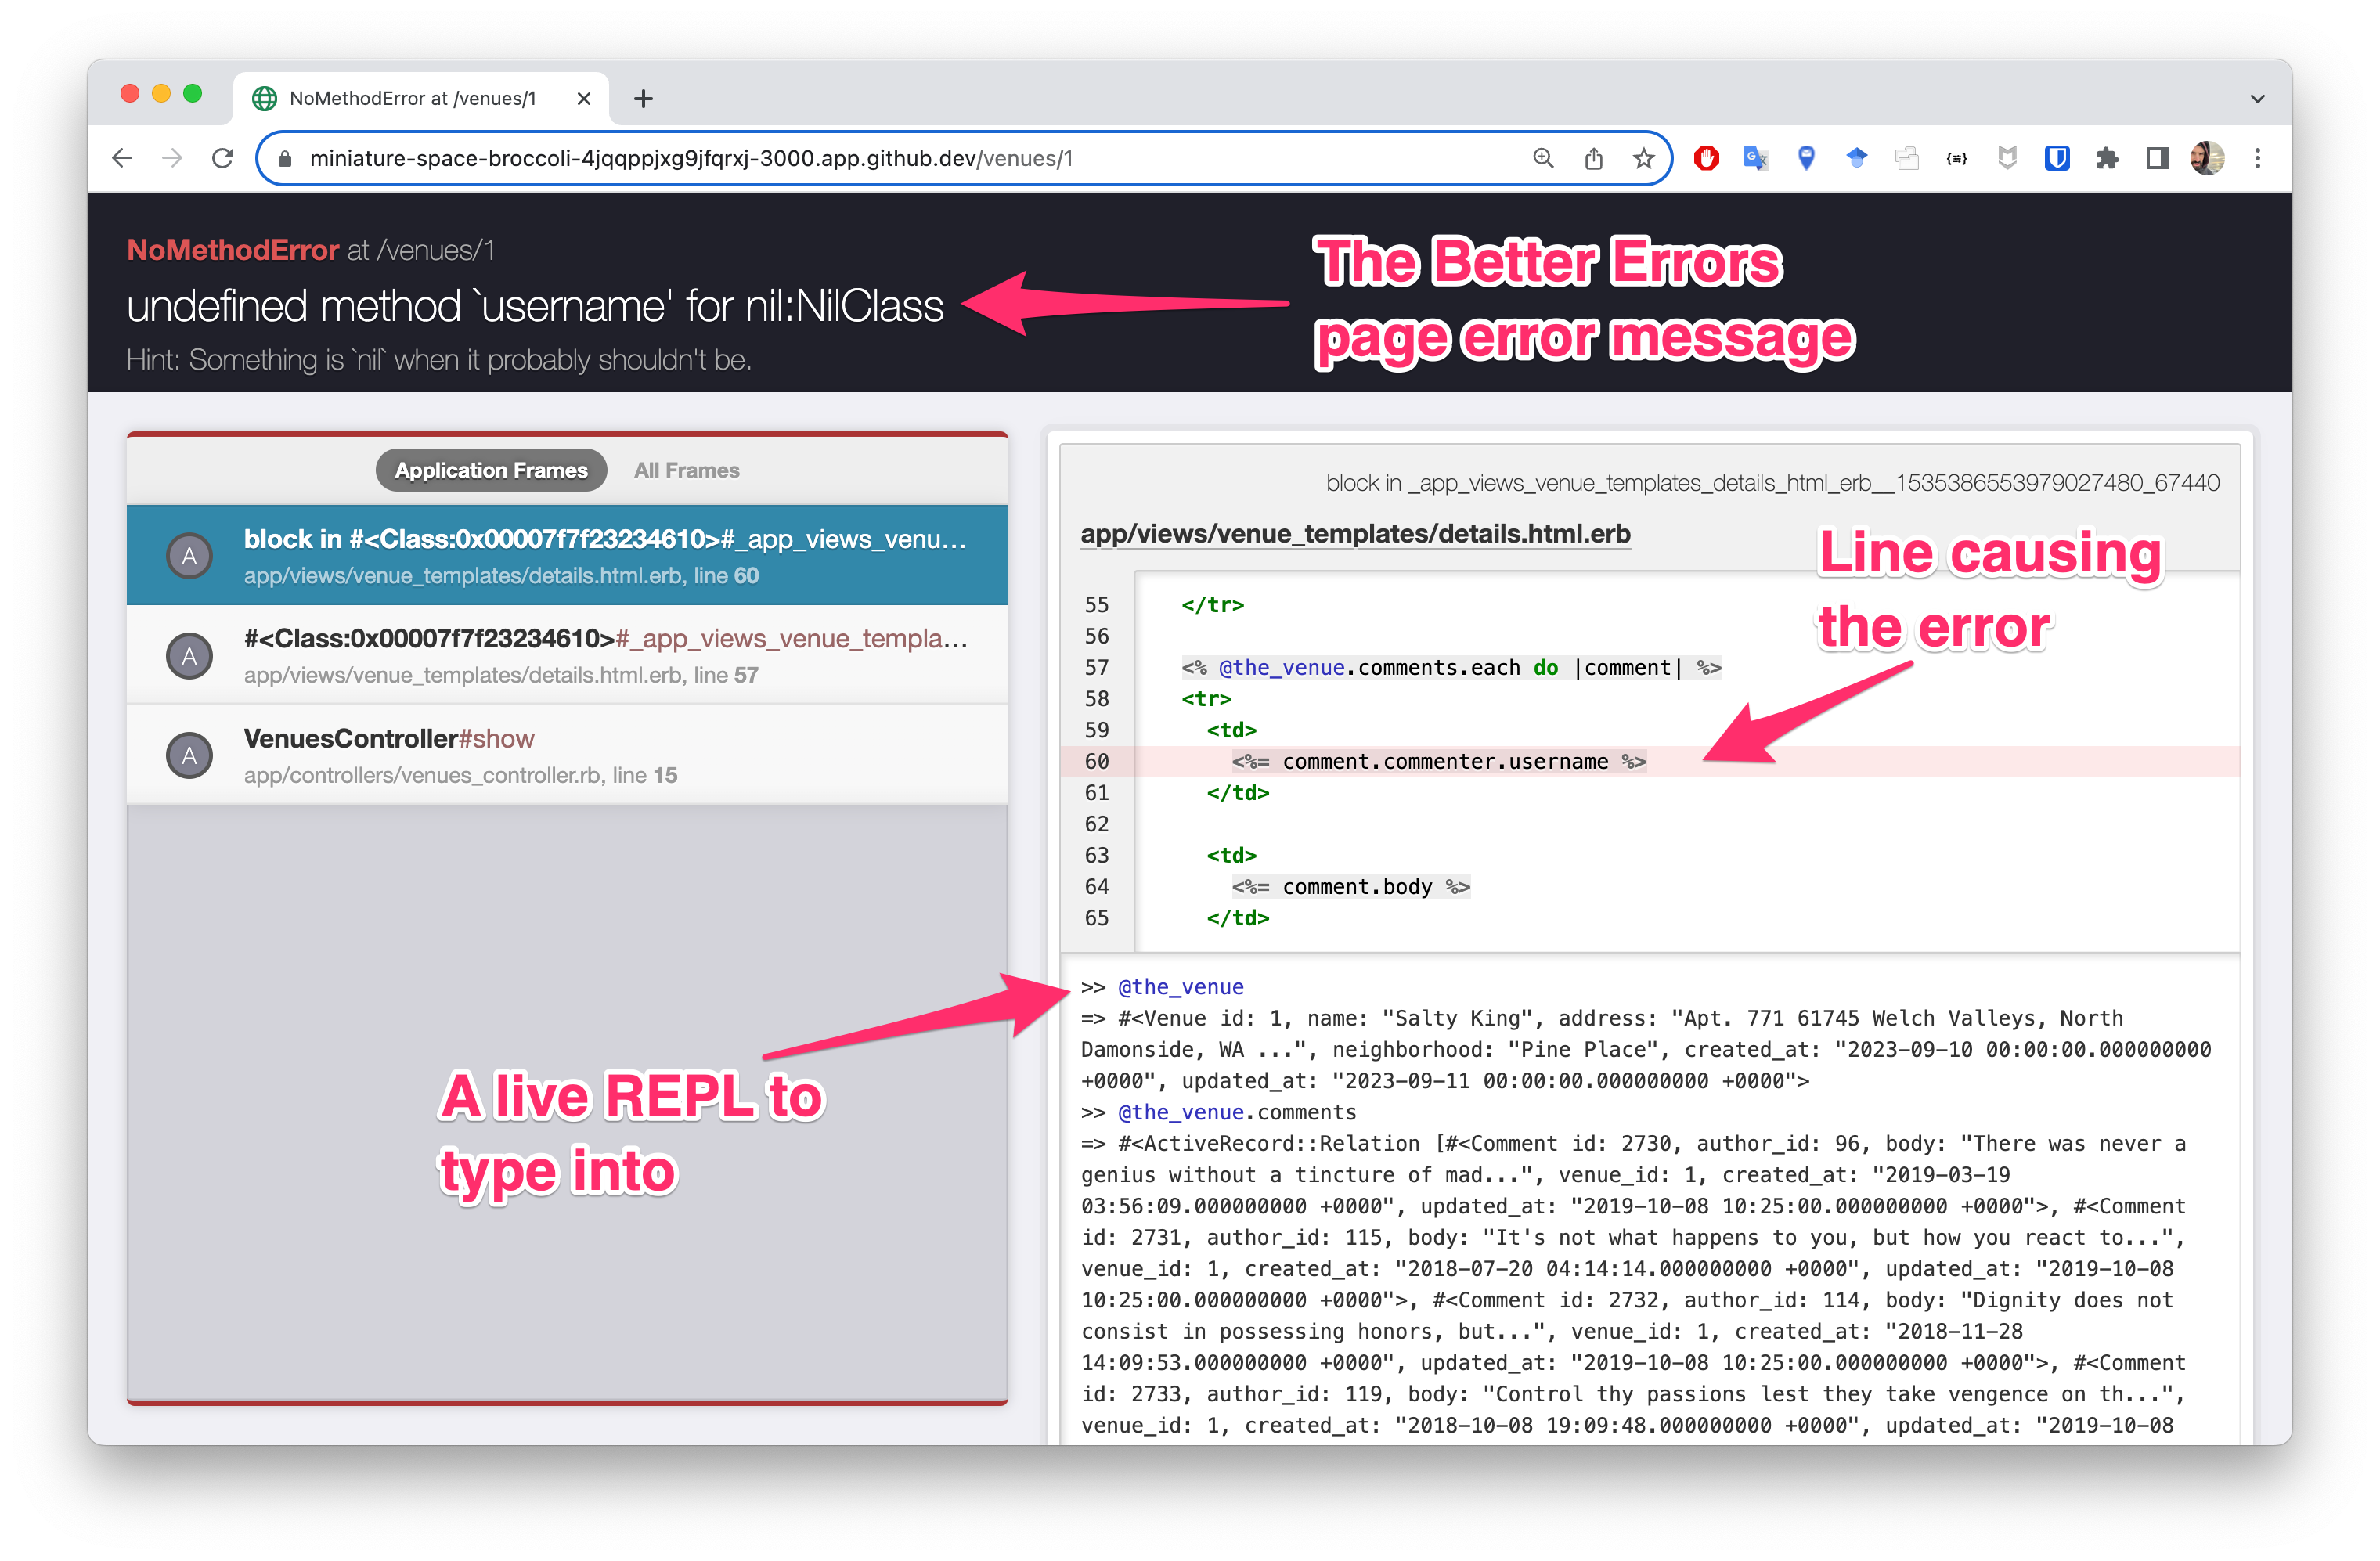 NoMethodError at /venues/1
miniature-space-broccoli-4jqqppjxg9jfqrxj-3000.app.github.dev/venues/1
NoMethodError at /venues/1
undefined method `username' for nil:NilClass
Hint: Something is `nil` when it probably shouldn't be.
The Better Errors
page error message
Application Frames All Frames
A
block in #<Class:0x00007f7f23234610>#_app_views_venu…
app/views/venue_templates/details.html.erb, line 60
A
#<Class:0x00007f7f23234610>#_app_views_venue_templa…
app/views/venue_templates/details.html.erb, line 57
A
VenuesController#show
app/controllers/venues_controller.rb, line 15
A live REPL to
type into
block in _app_views_venue_templates_details_html_erb__1535386553979027480_67440
app/views/venue_templates/details.html.erb
Line causing
the error
55 </tr>
56
57 <% @the_venue.comments.each do |comment| %>
58 <tr>
59 <td>
60 <%= comment.commenter.username %>
61 </td>
62
63 <td>
64 <%= comment.body %>
65 </td>
>> @the_venue
=> #<Venue id: 1, name: "Salty King", address: "Apt. 771 61745 Welch Valleys, North
Damonside, WA ...", neighborhood: "Pine Place", created_at: "2023-09-10 00:00:00.000000000
+0000", updated_at: "2023-09-11 00:00:00.000000000 +0000">
>> @the_venue.comments
=> #<ActiveRecord::Relation [#<Comment id: 2730, author_id: 96, body: "There was never a
genius without a tincture of mad...", venue_id: 1, created_at: "2019-03-19
03:56:09.000000000 +0000", updated_at: "2019-10-08 10:25:00.000000000 +0000">, #<Comment
id: 2731, author_id: 115, body: "It's not what happens to you, but how you react to...",
venue_id: 1, created_at: "2018-07-20 04:14:14.000000000 +0000", updated_at: "2019-10-08
10:25:00.000000000 +0000">, #<Comment id: 2732, author_id: 114, body: "Dignity does not
consist in possessing honors, but...", venue_id: 1, created_at: "2018-11-28
14:09:53.000000000 +0000", updated_at: "2019-10-08 10:25:00.000000000 +0000">, #<Comment
id: 2733, author_id: 119, body: "Control thy passions lest they take vengence on th...",
venue_id: 1, created_at: "2018-10-08 19:09:48.000000000 +0000", updated_at: "2019-10-08